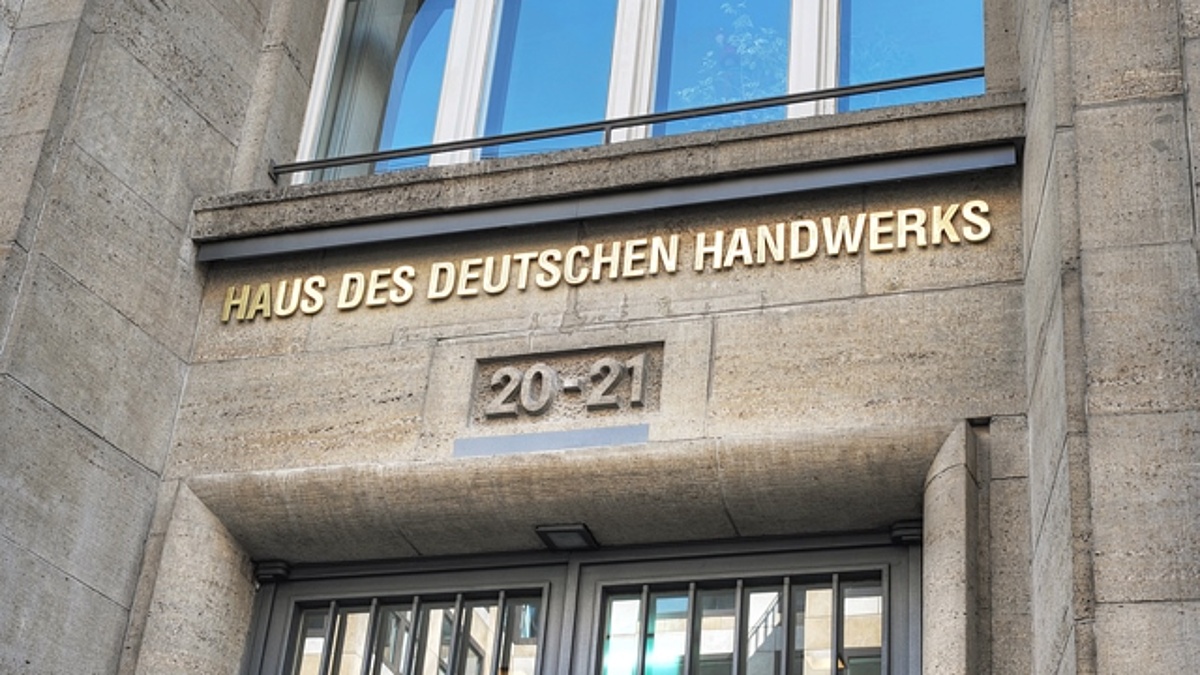 HAUS DES DEUTSCHEN HANDWERKS
20-21